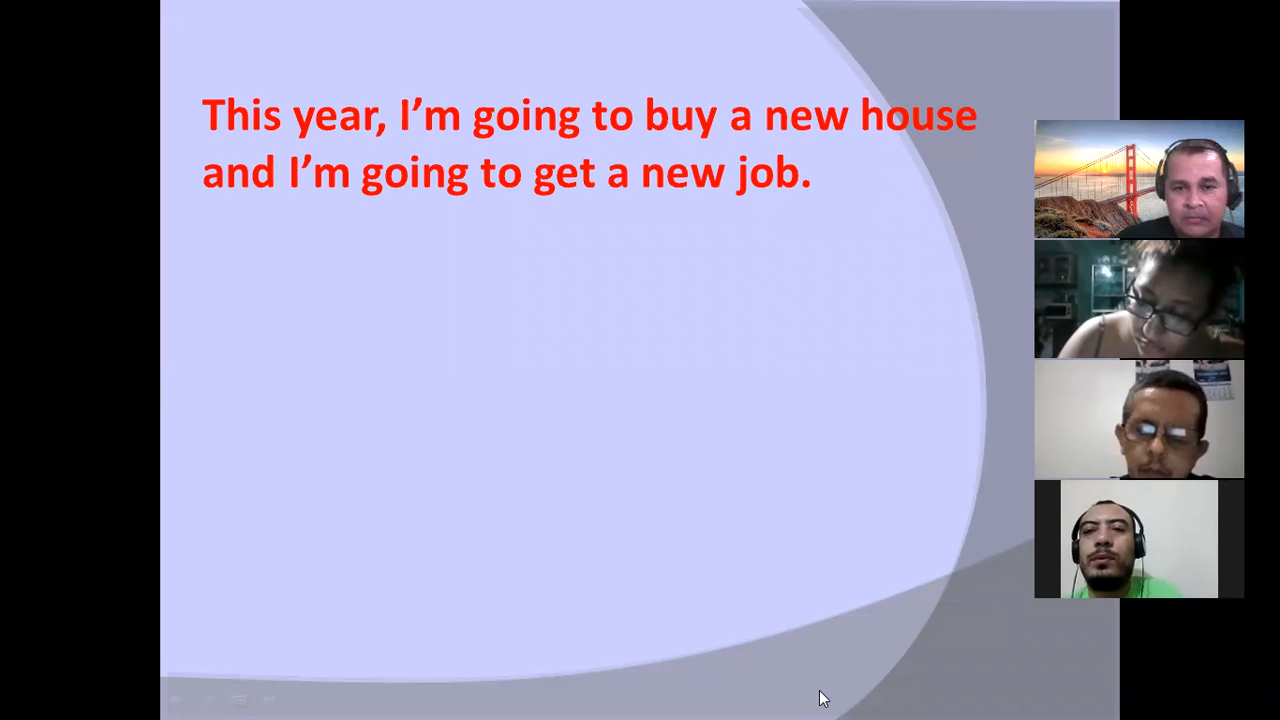 This year, I’m going to buy a new house
and I’m going to get a new job.